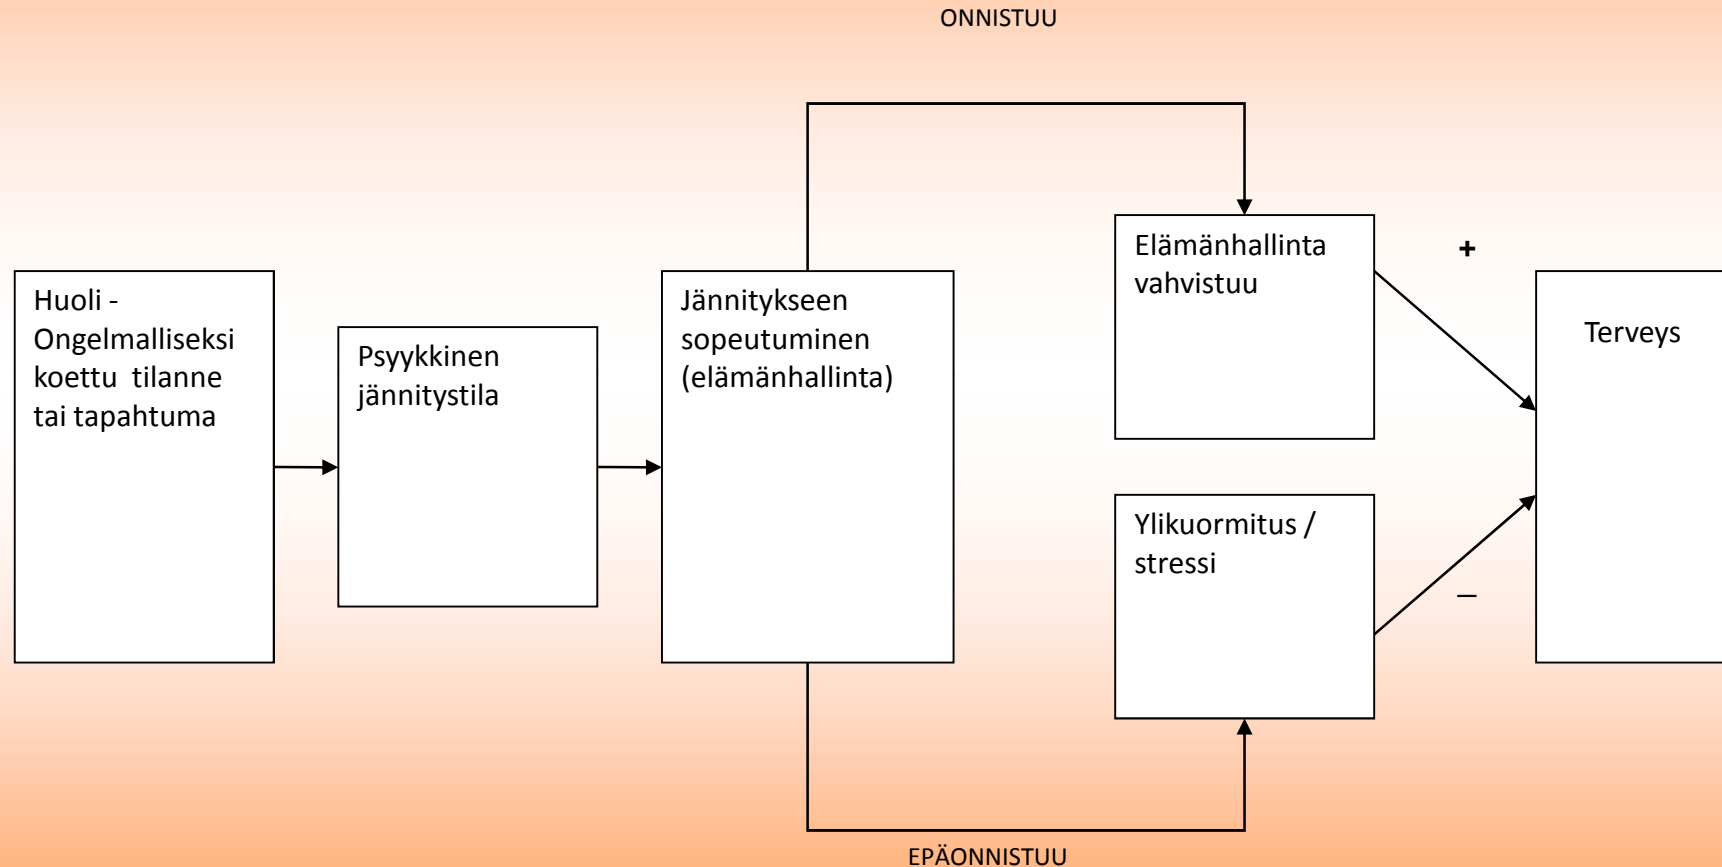 ONNISTUU
Huoli -
Ongelmalliseksi
koettu tilanne
tai tapahtuma
Psyykkinen
jännitystila
Jännitykseen
sopeutuminen
(elämänhallinta)
Elämänhallinta
vahvistuu
+
Terveys
Ylikuormitus /
stressi
–
EPÄONNISTUU